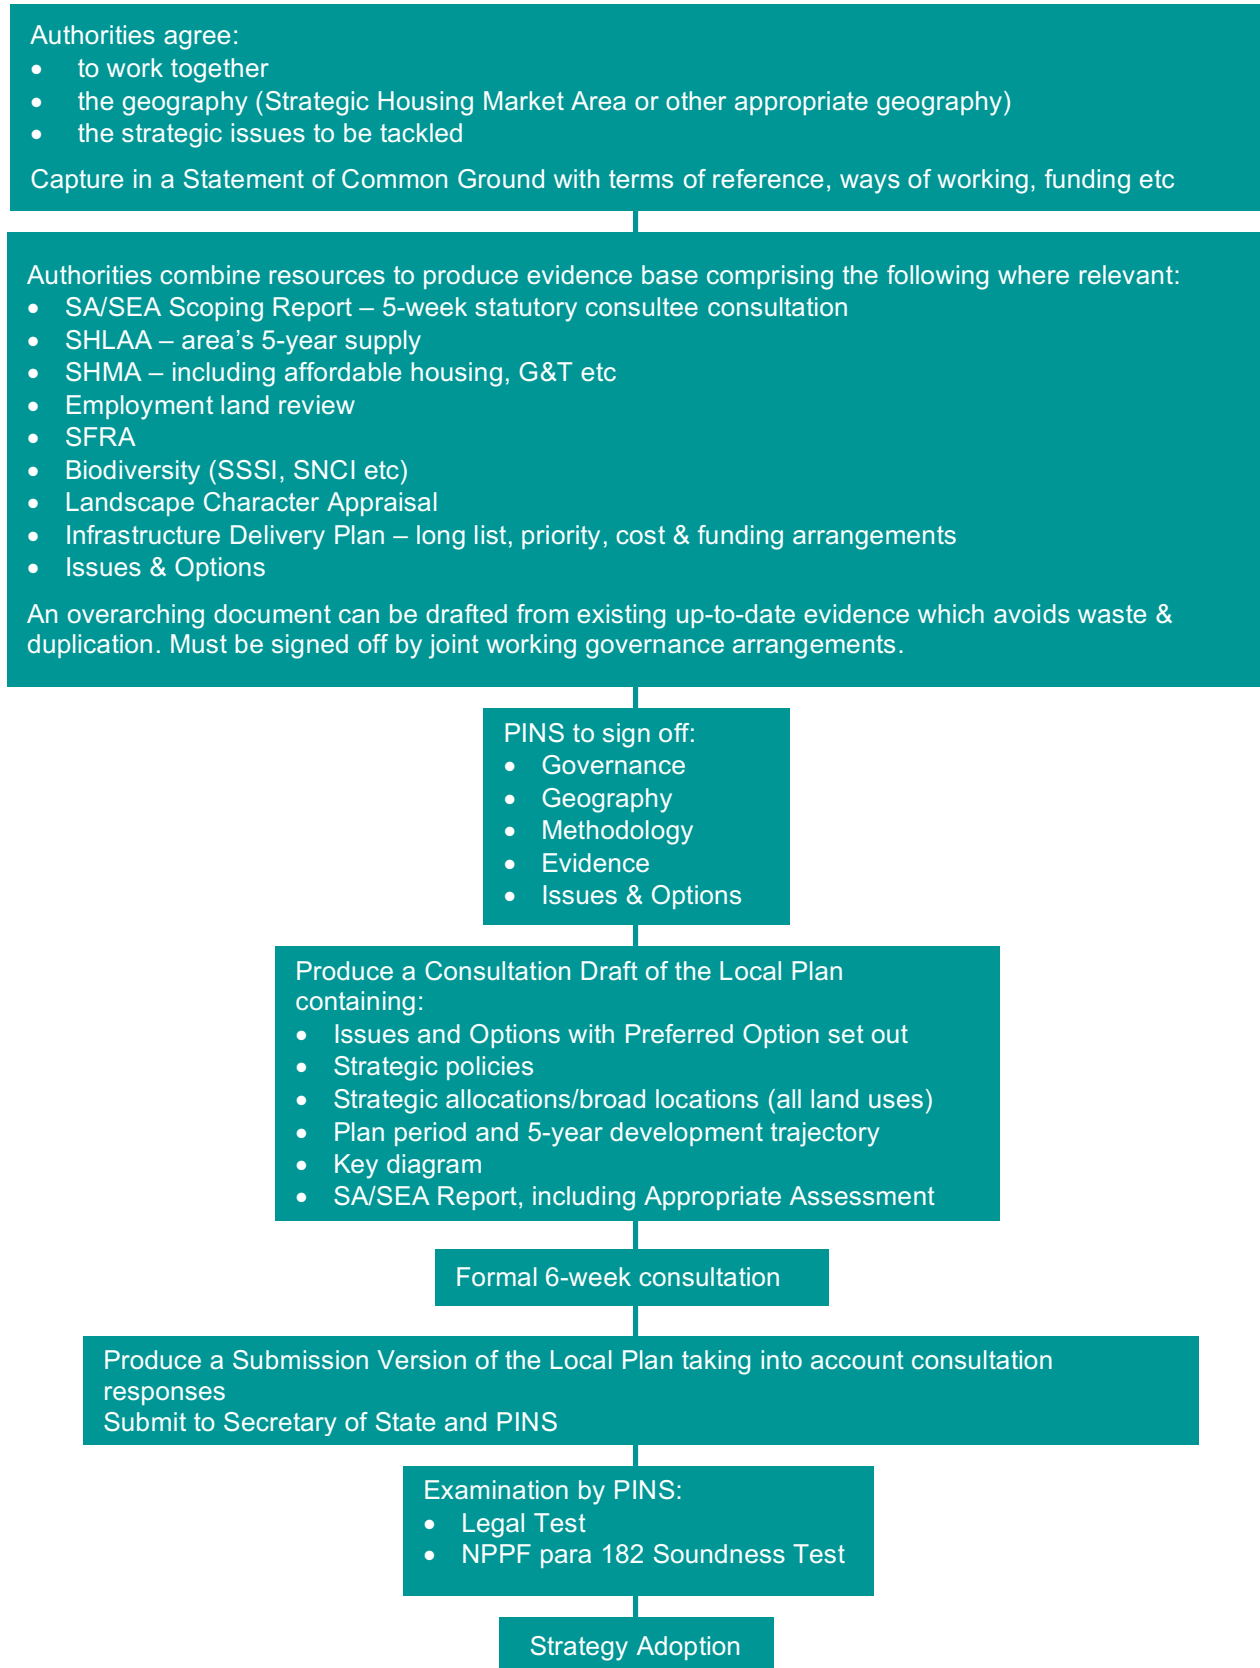 Authorities agree:
• to work together
• the geography (Strategic Housing Market Area or other appropriate geography)
• the strategic issues to be tackled
Capture in a Statement of Common Ground with terms of reference, ways of working, funding etc
Authorities combine resources to produce evidence base comprising the following where relevant:
• SA/SEA Scoping Report – 5-week statutory consultee consultation
• SHLAA – area's 5-year supply
• SHMA – including affordable housing, G&T etc
• Employment land review
• SFRA
• Biodiversity (SSSI, SNCI etc)
• Landscape Character Appraisal
• Infrastructure Delivery Plan – long list, priority, cost & funding arrangements
• Issues & Options
An overarching document can be drafted from existing up-to-date evidence which avoids waste &
duplication. Must be signed off by joint working governance arrangements.
PINS to sign off:
• Governance
• Geography
• Methodology
• Evidence
• Issues & Options
Produce a Consultation Draft of the Local Plan
containing:
• Issues and Options with Preferred Option set out
• Strategic policies
• Strategic allocations/broad locations (all land uses)
• Plan period and 5-year development trajectory
• Key diagram
• SA/SEA Report, including Appropriate Assessment
Formal 6-week consultation
Produce a Submission Version of the Local Plan taking into account consultation
responses
Submit to Secretary of State and PINS
Examination by PINS:
• Legal Test
• NPPF para 182 Soundness Test
Strategy Adoption